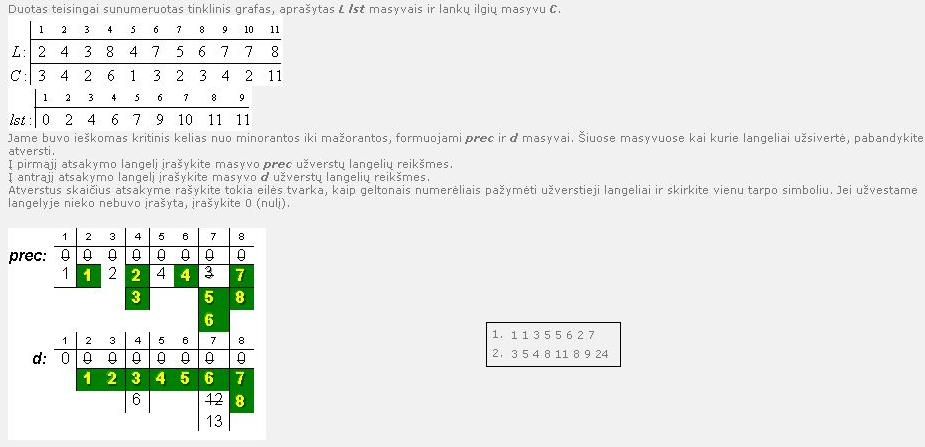 Duotas teisingai sunumeruotas tinklinis grafas, aprašytas L lst masyvais ir lankų ilgių masyvu C.
1 2 3 4 5 6 7 8 9 10 11
L: 2 4 3 8 4 7 5 6 7 7 8
C: 3 4 2 6 1 3 2 3 4 2 11
1 2 3 4 5 6 7 8 9
lst: 0 2 4 6 7 9 10 11 11
Jame buvo ieškomas kritinis kelias nuo minorantos iki mažorantos, formuojami prec ir d masyvai. Šiuose masyvuose kai kurie langeliai užsivertė, pabandykite
atversti.
Į pirmąjį atsakymo langelį įrašykite masyvo prec užverstų langelių reikšmes.
Į antrąjį atsakymo langelį įrašykite masyvo d užverstų langelių reikšmes.
Atverstus skaičius atsakyme rašykite tokia eilės tvarka, kaip geltonais numerėliais pažymėti užverstieji langeliai ir skirkite vienu tarpo simboliu. Jei užvestame
langelyje nieko nebuvo įrašyta, įrašykite 0 (nulį).
1 2 3 4 5 6 7 8
prec: 0 0 0 0 0 0 0 0
1 1 2 2 4 4 3 7
3 5 8
6
1 2 3 4 5 6 7 8
d: 0 0 0 0 0 0 0 0
1 2 3 4 5 6 7
6 12 8
13
1. 1 1 3 5 5 6 2 7
2. 3 5 4 8 11 8 9 24